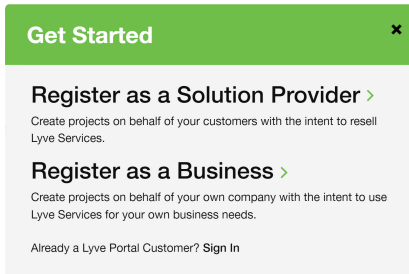 Get Started
Register as a Solution Provider >
Create projects on behalf of your customers with the intent to resell
Lyve Services.
Register as a Business >
Create projects on behalf of your own company with the intent to use
Lyve Services for your own business needs.
Already a Lyve Portal Customer? Sign In